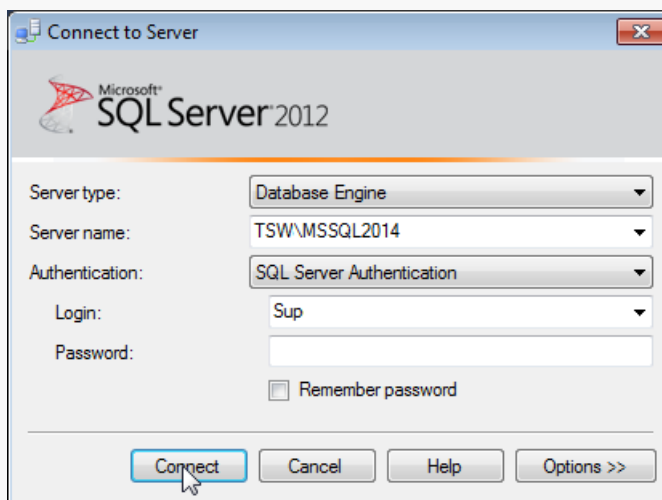 Connect to Server
Microsoft®
SQL Server® 2012
Server type: Database Engine
Server name: TSW\MSSQL2014
Authentication: SQL Server Authentication
Login: Sup
Password:
Remember password
Connect Cancel Help Options >>